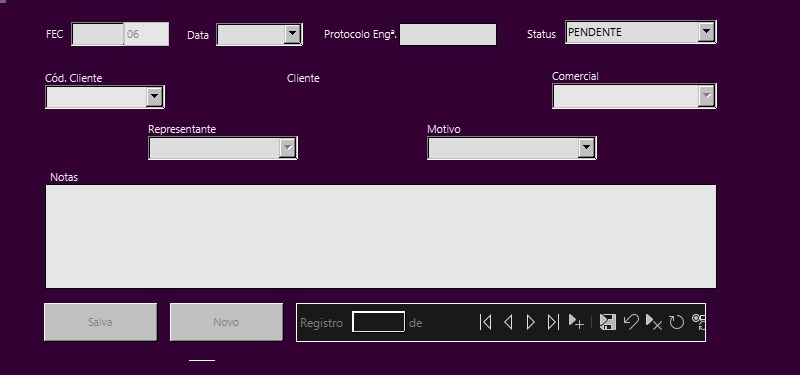 FEC 06 Data Protocolo Engª. Status PENDENTE
Cód. Cliente Cliente Comercial
Representante Motivo
Notas
Salva Novo Registro de